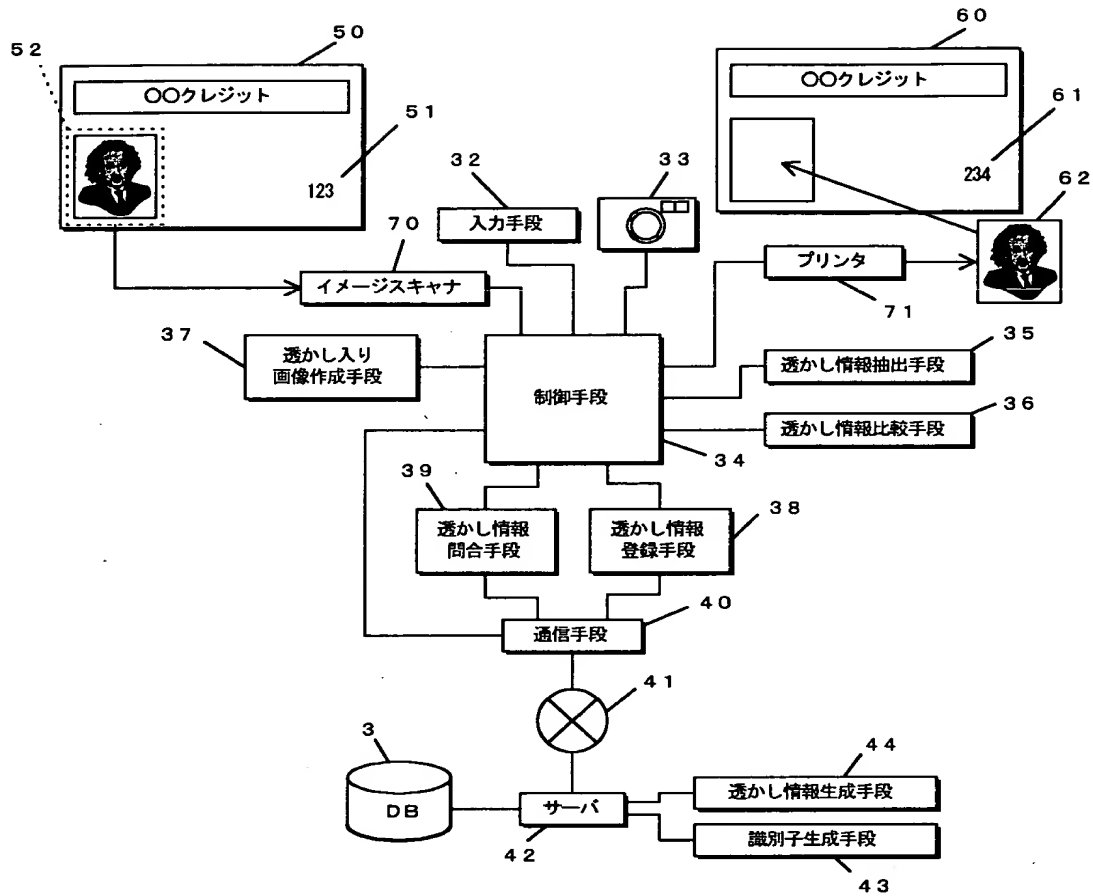 ５０
６０
５２
〇〇クレジット
〇〇クレジット
５１
６１
123
３２
３３
234
６２
入力手段
７０
プリンタ
イメージスキャナ
７１
３７
３５
透かし入り
画像作成手段
制御手段
透かし情報抽出手段
３６
透かし情報比較手段
３４
３９
３８
透かし情報
問合手段
透かし情報
登録手段
４０
通信手段
４１
３
４４
DB
サーバ
透かし情報生成手段
４２
識別子生成手段
４３